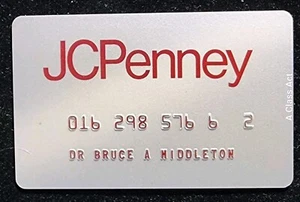 JCPenney
016 298 576 6 2
DR BRUCE A MIDDLETON
A Class Act